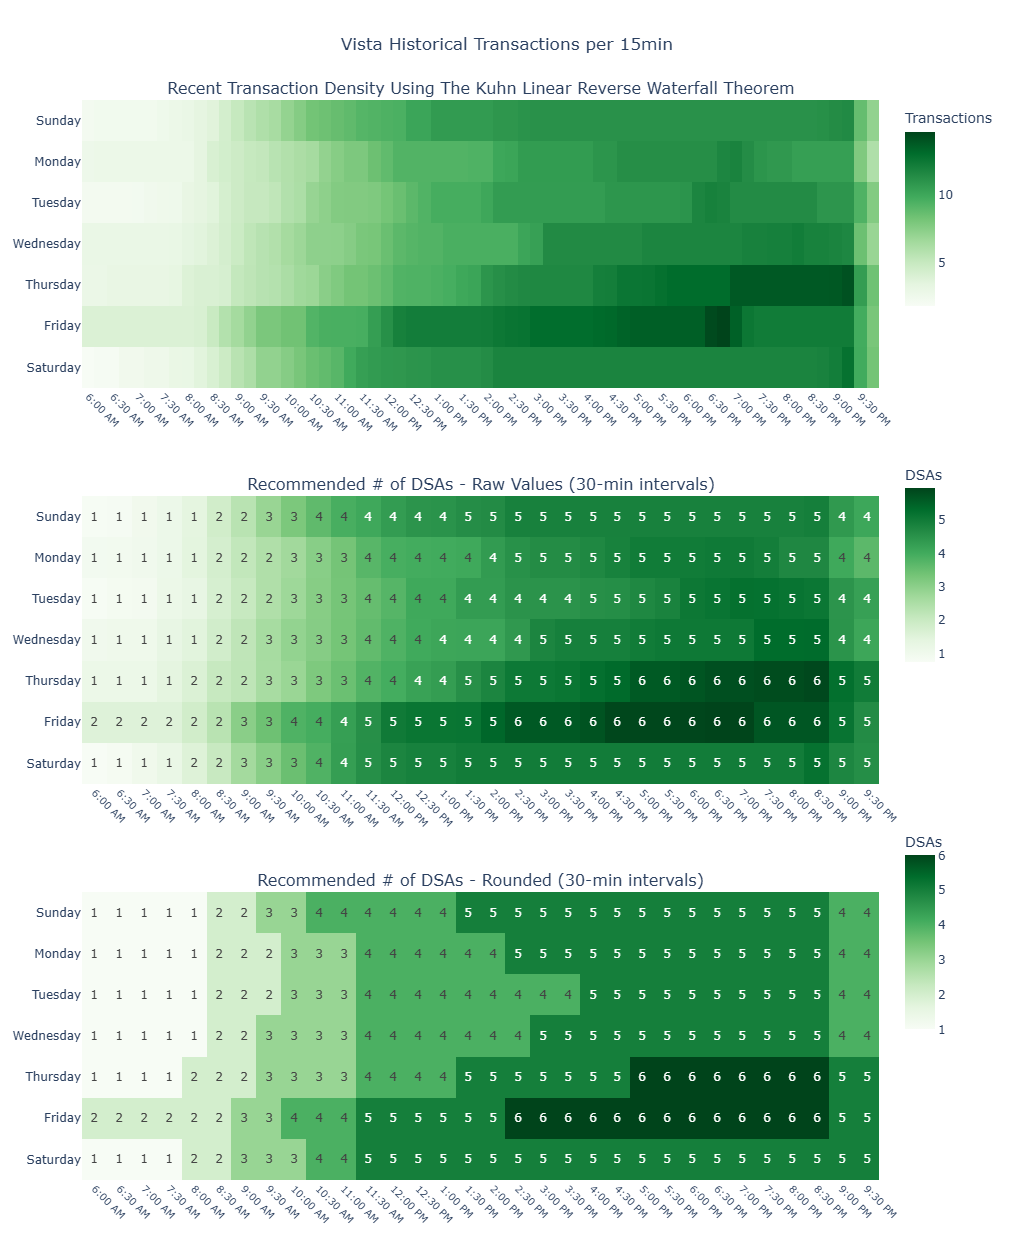 Vista Historical Transactions per 15min
Recent Transaction Density Using The Kuhn Linear Reverse Waterfall Theorem
Transactions
10
5
Sunday
Monday
Tuesday
Wednesday
Thursday
Friday
Saturday
6:00 AM 6:30 AM 7:00 AM 7:30 AM 8:00 AM 8:30 AM 9:00 AM 9:30 AM 10:00 AM 10:30 AM 11:00 AM 11:30 AM 12:00 PM 12:30 PM 1:00 PM 1:30 PM 2:00 PM 2:30 PM 3:00 PM 3:30 PM 4:00 PM 4:30 PM 5:00 PM 5:30 PM 6:00 PM 6:30 PM 7:00 PM 7:30 PM 8:00 PM 8:30 PM 9:00 PM 9:30 PM
Recommended # of DSAs - Raw Values (30-min intervals)
DSAs
5
4
3
2
1
Sunday 1 1 1 1 1 2 2 3 3 4 4 4 4 4 4 5 5 5 5 5 5 5 5 5 5 5 5 5 5 5 4 4
Monday 1 1 1 1 1 2 2 2 3 3 3 4 4 4 4 4 4 5 5 5 5 5 5 5 5 5 5 5 5 5 4 4
Tuesday 1 1 1 1 1 2 2 2 3 3 3 4 4 4 4 4 4 4 4 4 5 5 5 5 5 5 5 5 5 5 4 4
Wednesday 1 1 1 1 1 2 2 3 3 3 3 4 4 4 4 4 4 4 5 5 5 5 5 5 5 5 5 5 5 5 4 4
Thursday 1 1 1 1 2 2 2 3 3 3 3 4 4 4 4 5 5 5 5 5 5 5 6 6 6 6 6 6 6 6 5 5
Friday 2 2 2 2 2 2 3 3 4 4 4 5 5 5 5 5 5 6 6 6 6 6 6 6 6 6 6 6 6 6 5 5
Saturday 1 1 1 1 2 2 3 3 3 4 4 5 5 5 5 5 5 5 5 5 5 5 5 5 5 5 5 5 5 5 5 5
6:00 AM 6:30 AM 7:00 AM 7:30 AM 8:00 AM 8:30 AM 9:00 AM 9:30 AM 10:00 AM 10:30 AM 11:00 AM 11:30 AM 12:00 PM 12:30 PM 1:00 PM 1:30 PM 2:00 PM 2:30 PM 3:00 PM 3:30 PM 4:00 PM 4:30 PM 5:00 PM 5:30 PM 6:00 PM 6:30 PM 7:00 PM 7:30 PM 8:00 PM 8:30 PM 9:00 PM 9:30 PM
Recommended # of DSAs - Rounded (30-min intervals)
DSAs
6
5
4
3
2
1
Sunday 1 1 1 1 1 2 2 3 3 4 4 4 4 4 4 5 5 5 5 5 5 5 5 5 5 5 5 5 5 5 4 4
Monday 1 1 1 1 1 2 2 2 3 3 3 4 4 4 4 4 4 5 5 5 5 5 5 5 5 5 5 5 5 5 4 4
Tuesday 1 1 1 1 1 2 2 2 3 3 3 4 4 4 4 4 4 4 4 4 5 5 5 5 5 5 5 5 5 5 4 4
Wednesday 1 1 1 1 1 2 2 3 3 3 3 4 4 4 4 4 4 4 5 5 5 5 5 5 5 5 5 5 5 5 4 4
Thursday 1 1 1 1 2 2 2 3 3 3 3 4 4 4 4 5 5 5 5 5 5 5 6 6 6 6 6 6 6 6 5 5
Friday 2 2 2 2 2 2 3 3 4 4 4 5 5 5 5 5 5 6 6 6 6 6 6 6 6 6 6 6 6 6 5 5
Saturday 1 1 1 1 2 2 3 3 3 4 4 5 5 5 5 5 5 5 5 5 5 5 5 5 5 5 5 5 5 5 5 5
6:00 AM 6:30 AM 7:00 AM 7:30 AM 8:00 AM 8:30 AM 9:00 AM 9:30 AM 10:00 AM 10:30 AM 11:00 AM 11:30 AM 12:00 PM 12:30 PM 1:00 PM 1:30 PM 2:00 PM 2:30 PM 3:00 PM 3:30 PM 4:00 PM 4:30 PM 5:00 PM 5:30 PM 6:00 PM 6:30 PM 7:00 PM 7:30 PM 8:00 PM 8:30 PM 9:00 PM 9:30 PM